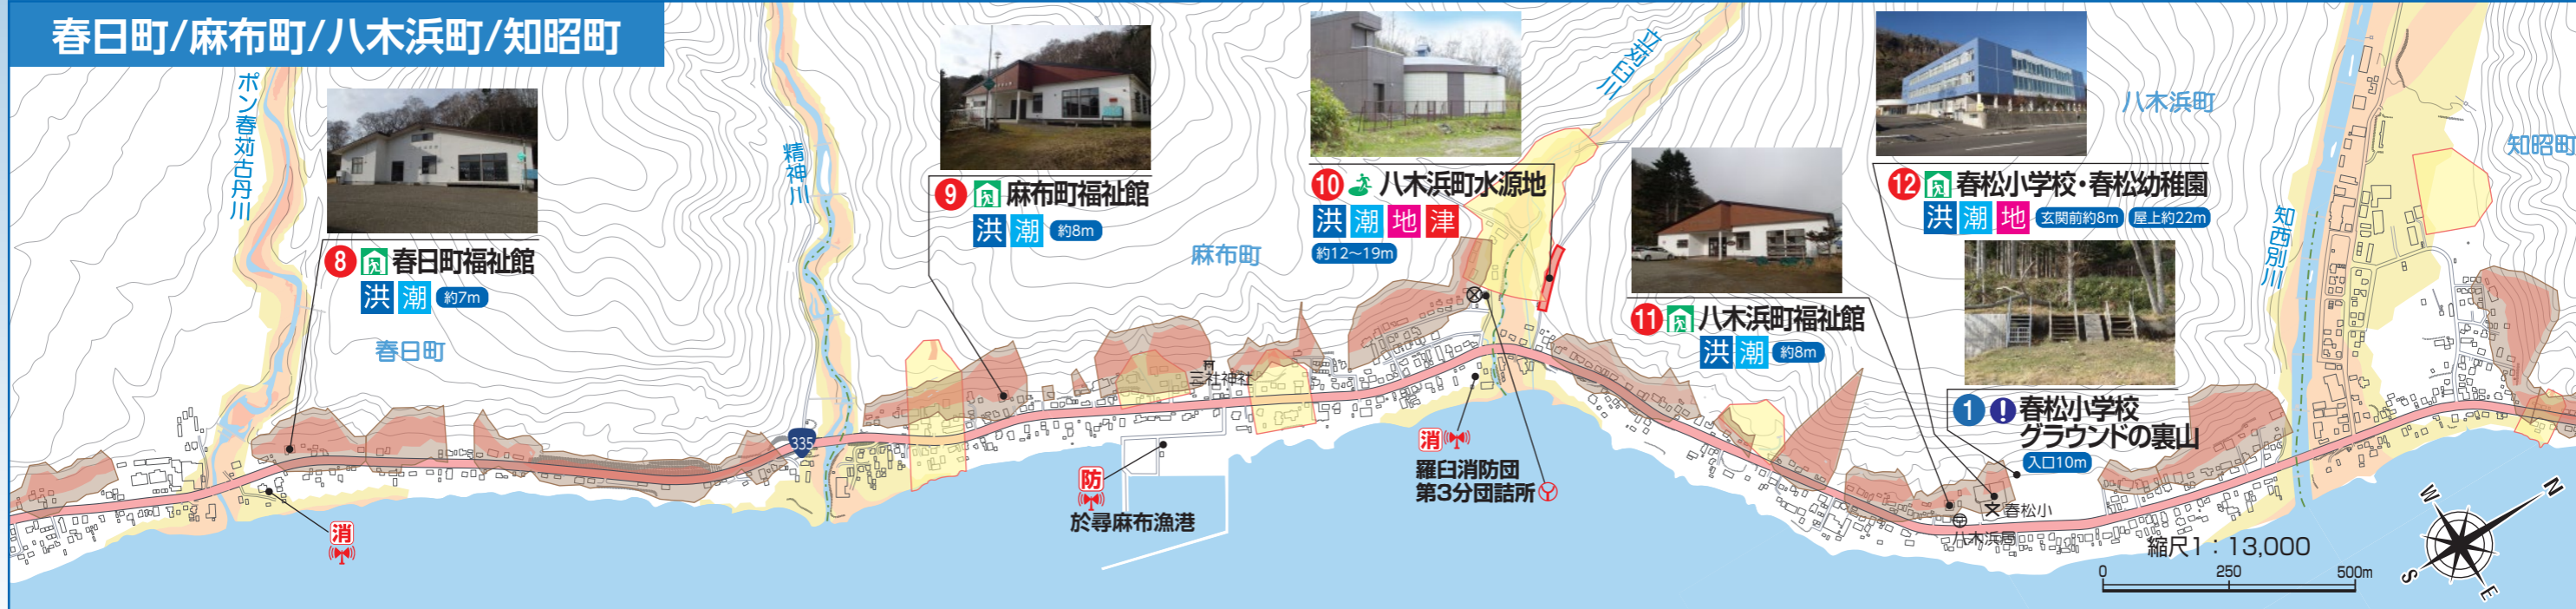 春日町/麻布町/八木浜町/知昭町
ポン春苅古丹川
8 春日町福祉館
洪 潮 約7m
春日町
消
精神川
335
9 麻布町福祉館
洪 潮 約8m
麻布町
三社神社
防
於尋麻布漁港
10 八木浜町水源地
洪 潮 地 津
約12〜19m
消
羅臼消防団
第3分団詰所
11 八木浜町福祉館
洪 潮 約8m
12 春松小学校・春松幼稚園
洪 潮 地 玄関前約8m 屋上約22m
1 春松小学校
グラウンドの裏山
入口10m
文春松小
八木浜局
八木浜町
知西別川
知昭町
縮尺1：13,000
0 250 500m
W N
S E